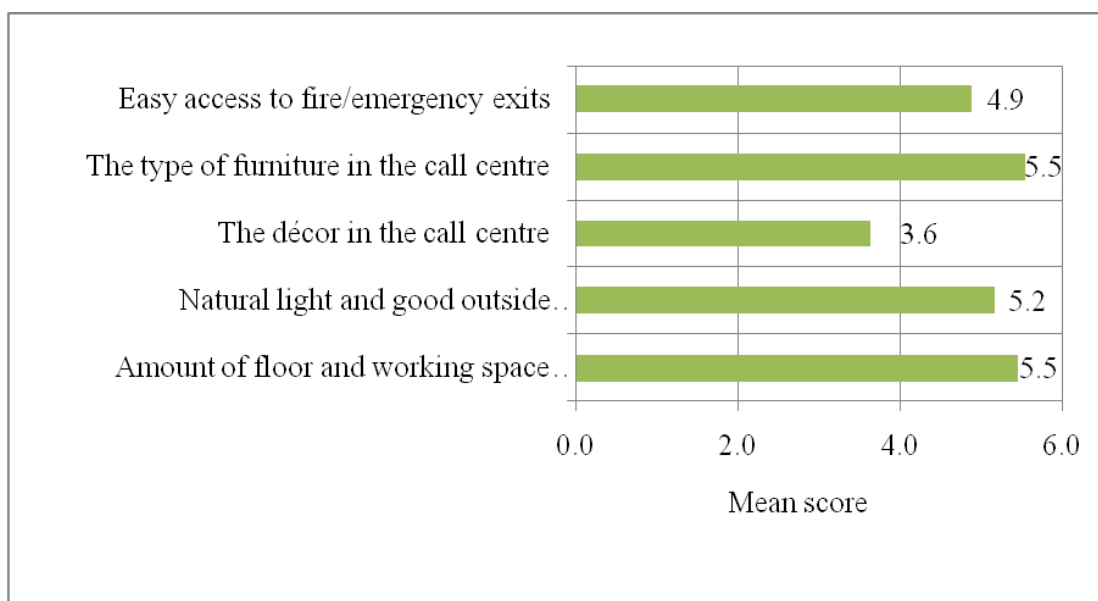 Easy access to fire/emergency exits
4.9
The type of furniture in the call centre
5.5
The décor in the call centre
3.6
Natural light and good outside..
5.2
Amount of floor and working space..
5.5
0.0 2.0 4.0 6.0
Mean score